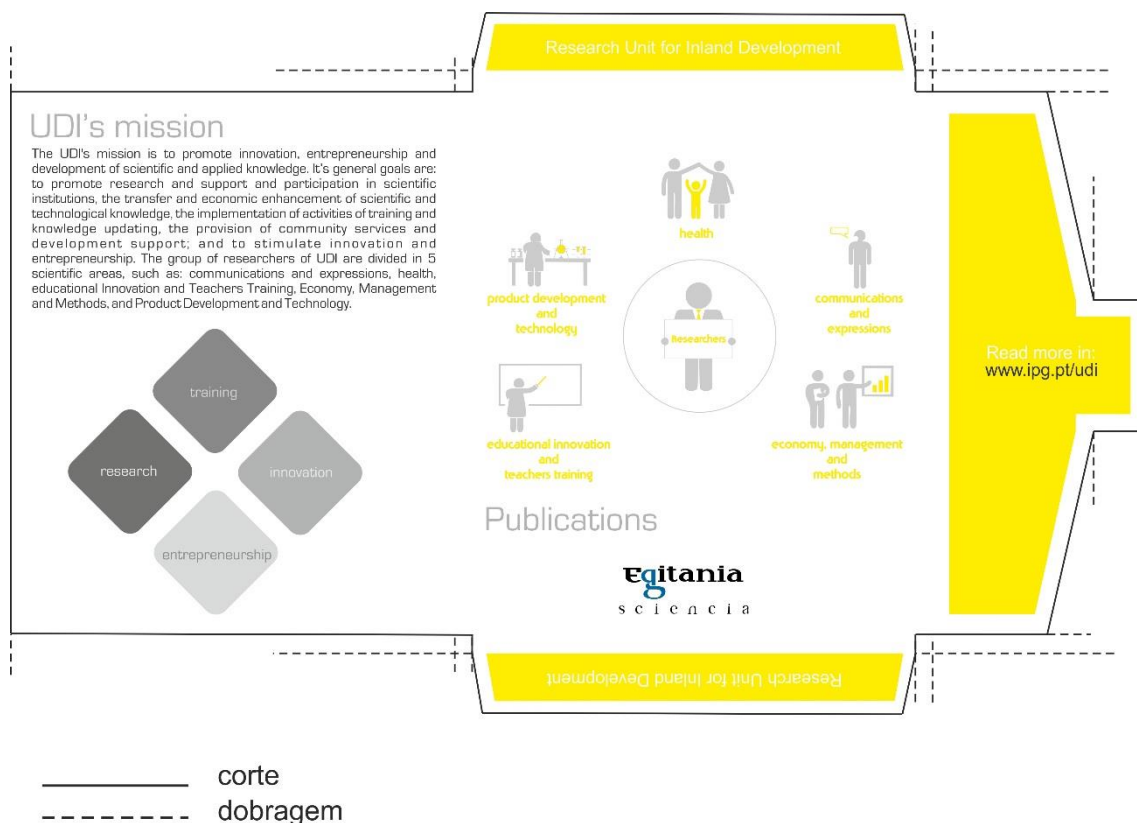 Research Unit for Inland Development
UDI's mission
The UDI's mission is to promote innovation, entrepreneurship and
development of scientific and applied knowledge. It's general goals are:
to promote research and support and participation in scientific
institutions, the transfer and economic enhancement of scientific and
technological knowledge, the implementation of activities of training and
knowledge updating, the provision of community services and
development support; and to stimulate innovation and
entrepreneurship. The group of researchers of UDI are divided in 5
scientific areas, such as: communications and expressions, health,
educational Innovation and Teachers Training, Economy, Management
and Methods, and Product Development and Technology.
training
research
innovation
entrepreneurship
health
product development
and
technology
communications
and
expressions
Researchers
educational innovation
and
teachers training
economy, management
and
methods
Publications
Egitania
sciencia
Read more in:
www.ipg.pt/udi
Research Unit for Inland Development
corte
dobragem